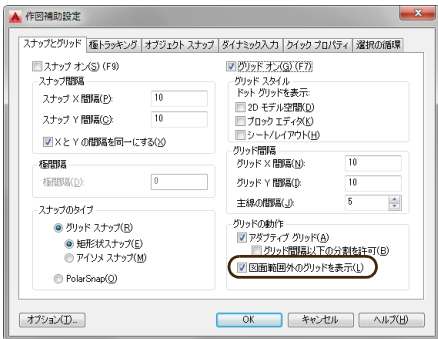 作図補助設定
スナップとグリッド 極トラッキング オブジェクト スナップ ダイナミック入力 クイック プロパティ 選択の循環
スナップ オン(S) (F9)
スナップ間隔
スナップ X 間隔(P): 10
スナップ Y 間隔(C): 10
X と Y の間隔を同一にする(X)
極間隔
極間隔(D): 0
スナップのタイプ
グリッド スナップ(R)
矩形状スナップ(E)
アイソメ スナップ(M)
PolarSnap(O)
グリッド オン(G) (F7)
グリッド スタイル
ドット グリッドを表示:
2D モデル空間(D)
ブロック エディタ(K)
シート/レイアウト(H)
グリッド間隔
グリッド X 間隔(N): 10
グリッド Y 間隔(I): 10
主線の間隔(J): 5
グリッドの動作
アダプティブ グリッド(A)
グリッド間隔以下の分割を許可(B)
図面範囲外のグリッドを表示(L)
オプション(T)... OK キャンセル ヘルプ(H)